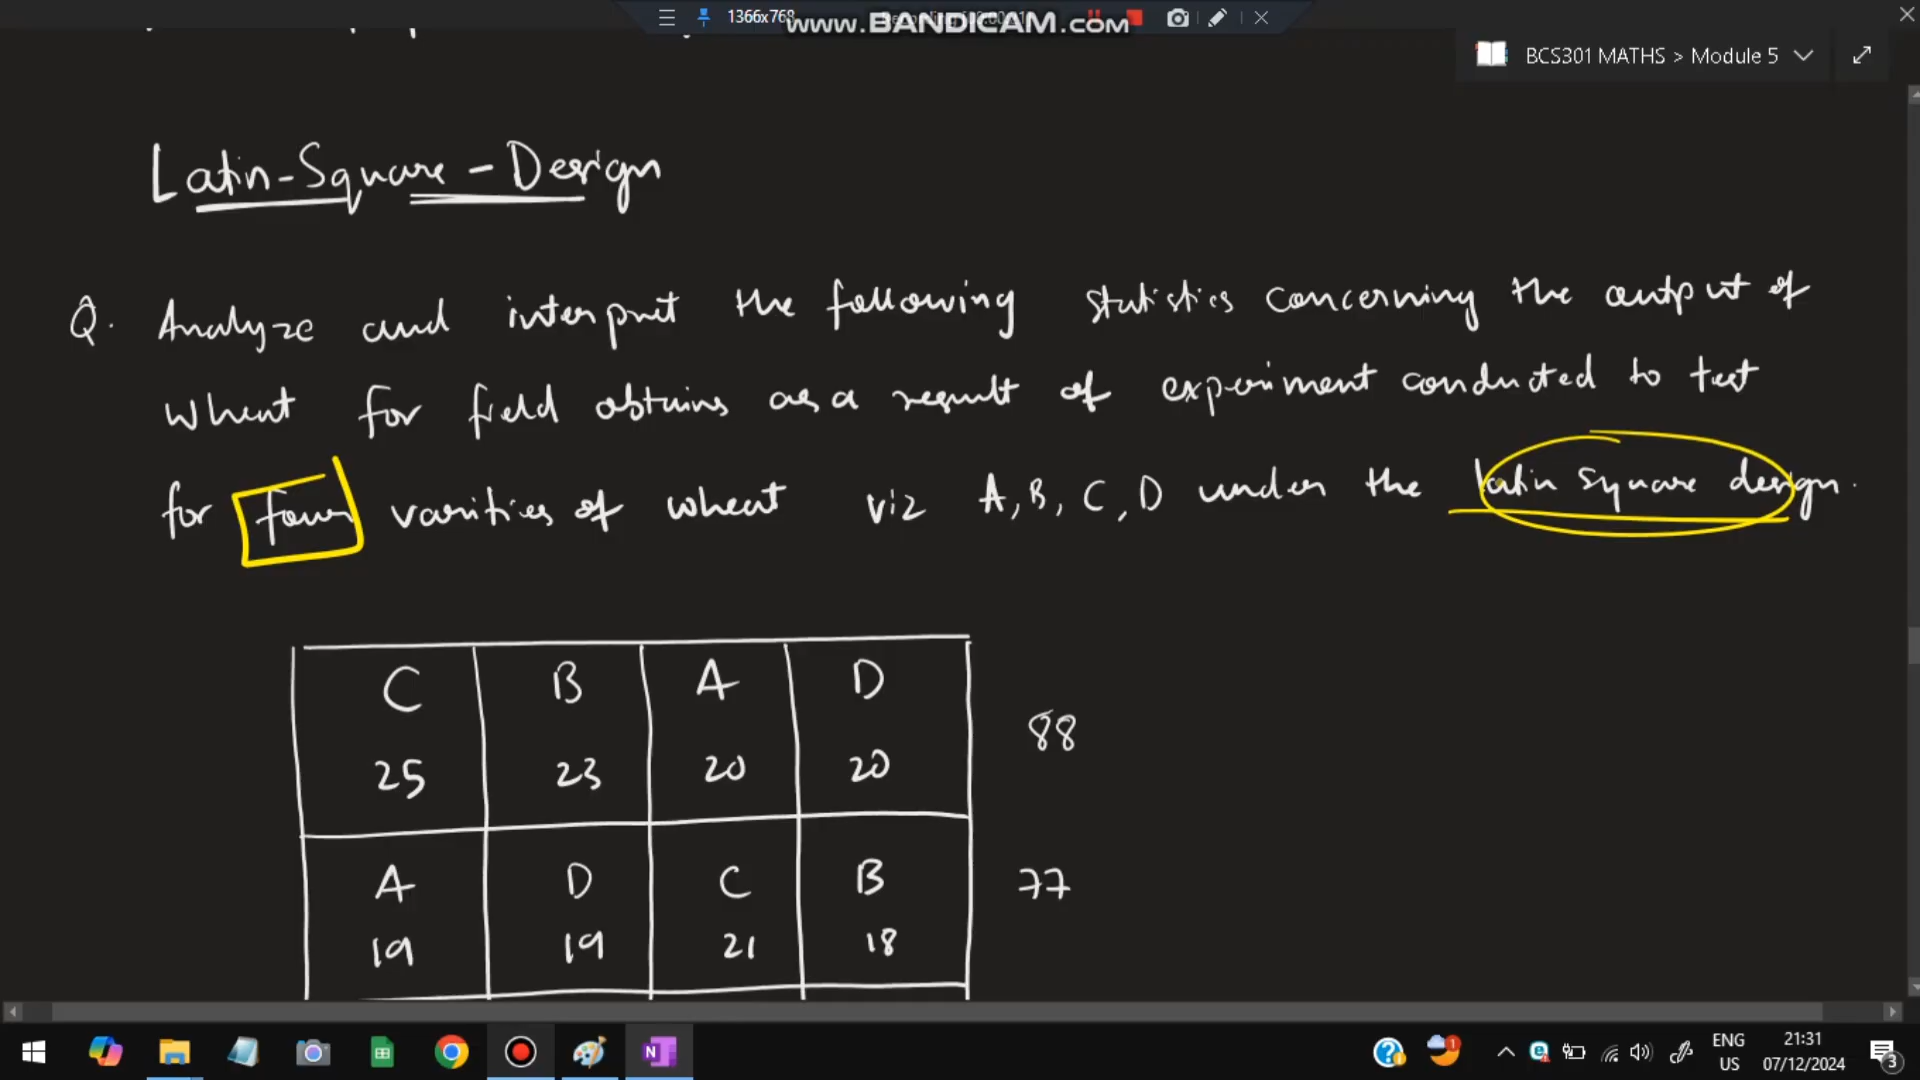 1366x768
www.BANDICAM.com
BCS301 MATHS > Module 5
Latin-Square-Design
Q. Analyze and interpret the following statistics concerning the output of
wheat for field obtains as a result of experiment conducted to test
for four varities of wheat viz A, B, C, D under the latin square design.
C B A D
25 23 20 20 88
A D C B
19 19 21 18 77
ENG 21:31
US 07/12/2024